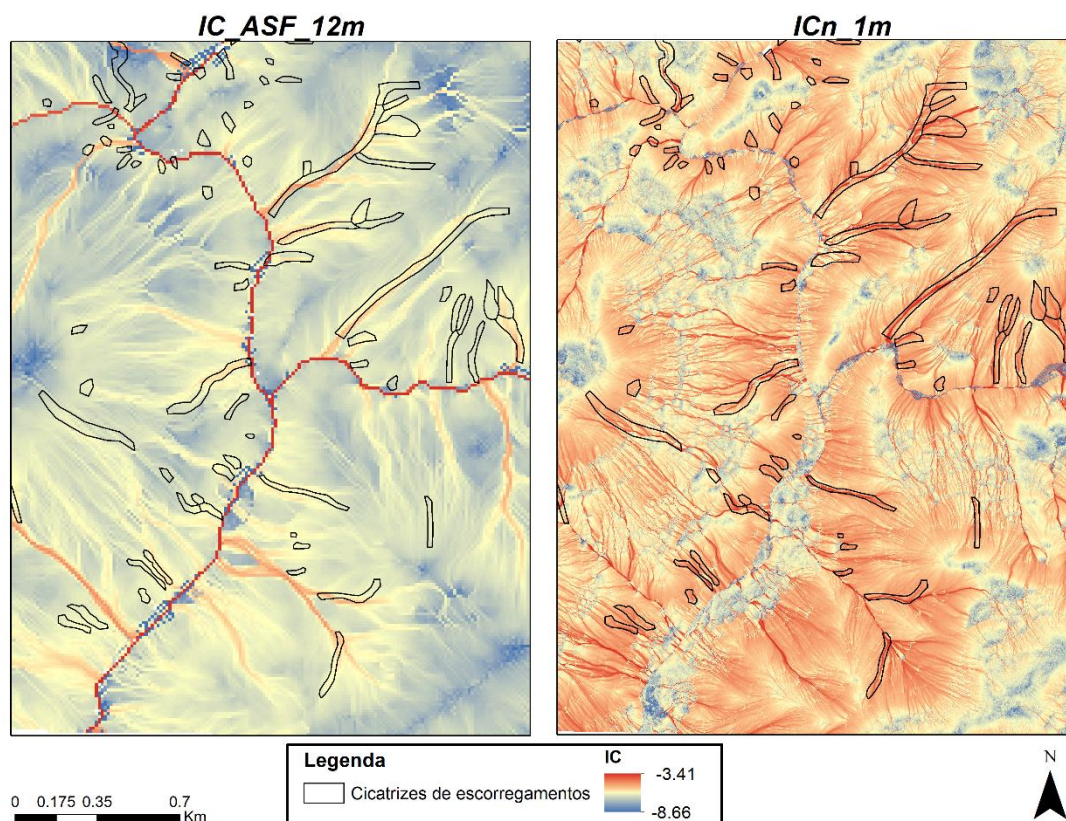 IC_ASF_12m
ICn_1m
Legenda
Cicatrizes de escorregamentos
IC
-3.41
-8.66
0 0.175 0.35 0.7
Km
N